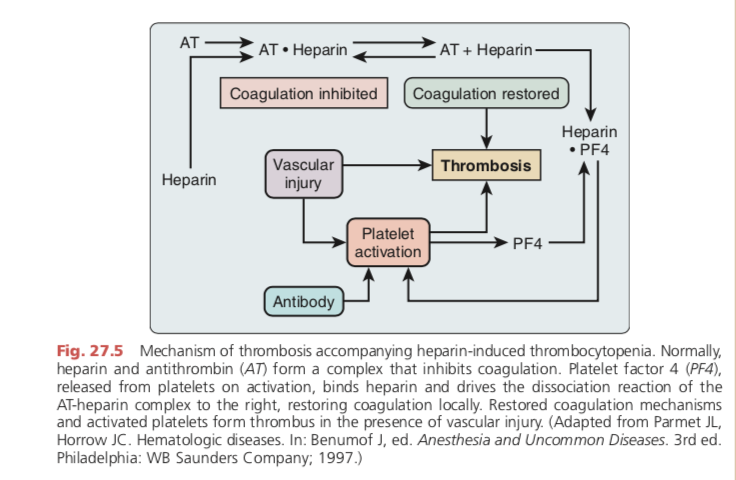 AT
AT • Heparin
AT + Heparin
Coagulation inhibited
Coagulation restored
Heparin
• PF4
Vascular
injury
Thrombosis
Heparin
Platelet
activation
PF4
Antibody
Fig. 27.5 Mechanism of thrombosis accompanying heparin-induced thrombocytopenia. Normally,
heparin and antithrombin (AT) form a complex that inhibits coagulation. Platelet factor 4 (PF4),
released from platelets on activation, binds heparin and drives the dissociation reaction of the
AT-heparin complex to the right, restoring coagulation locally. Restored coagulation mechanisms
and activated platelets form thrombus in the presence of vascular injury. (Adapted from Parmet JL,
Horrow JC. Hematologic diseases. In: Benumof J, ed. Anesthesia and Uncommon Diseases. 3rd ed.
Philadelphia: WB Saunders Company; 1997.)